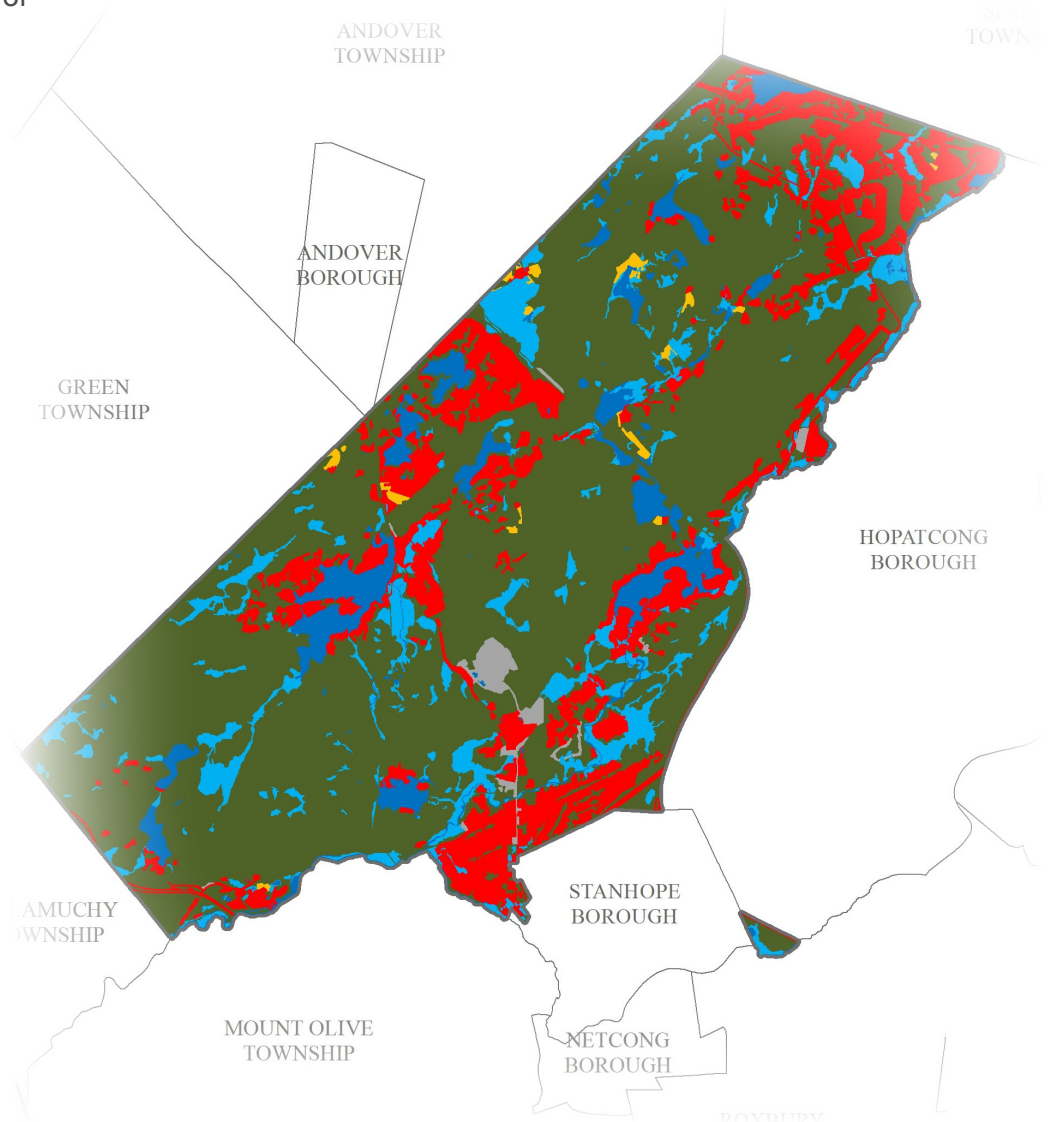 ANDOVER
TOWNSHIP
ANDOVER
BOROUGH
GREEN
TOWNSHIP
HOPATCONG
BOROUGH
STANHOPE
BOROUGH
MOUNT OLIVE
TOWNSHIP
NETCONG
BOROUGH